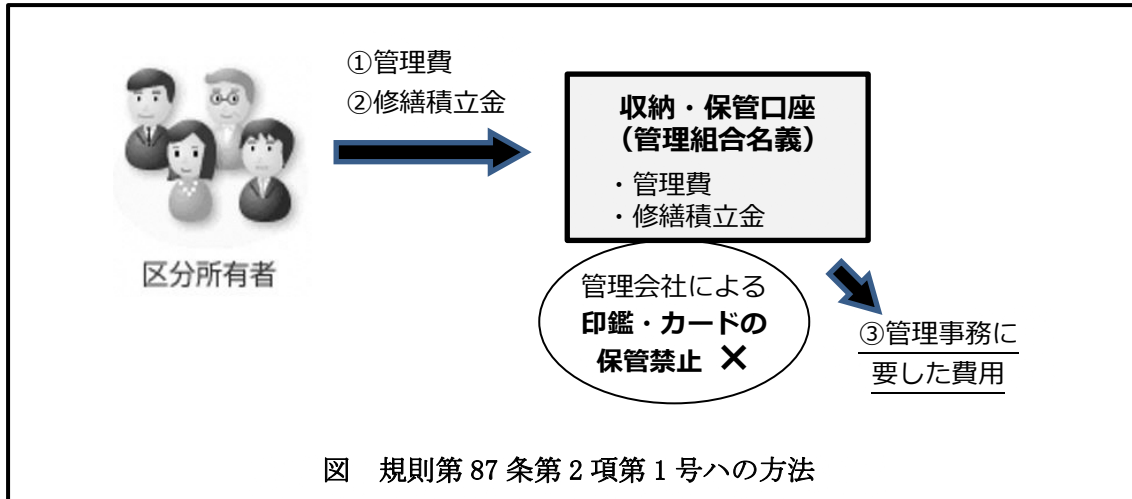 ①管理費
②修繕積立金
収納・保管口座
（管理組合名義）
・管理費
・修繕積立金
区分所有者
管理会社による
印鑑・カードの
保管禁止 ×
③管理事務に
要した費用
図　規則第 87 条第 2 項第 1 号ハの方法